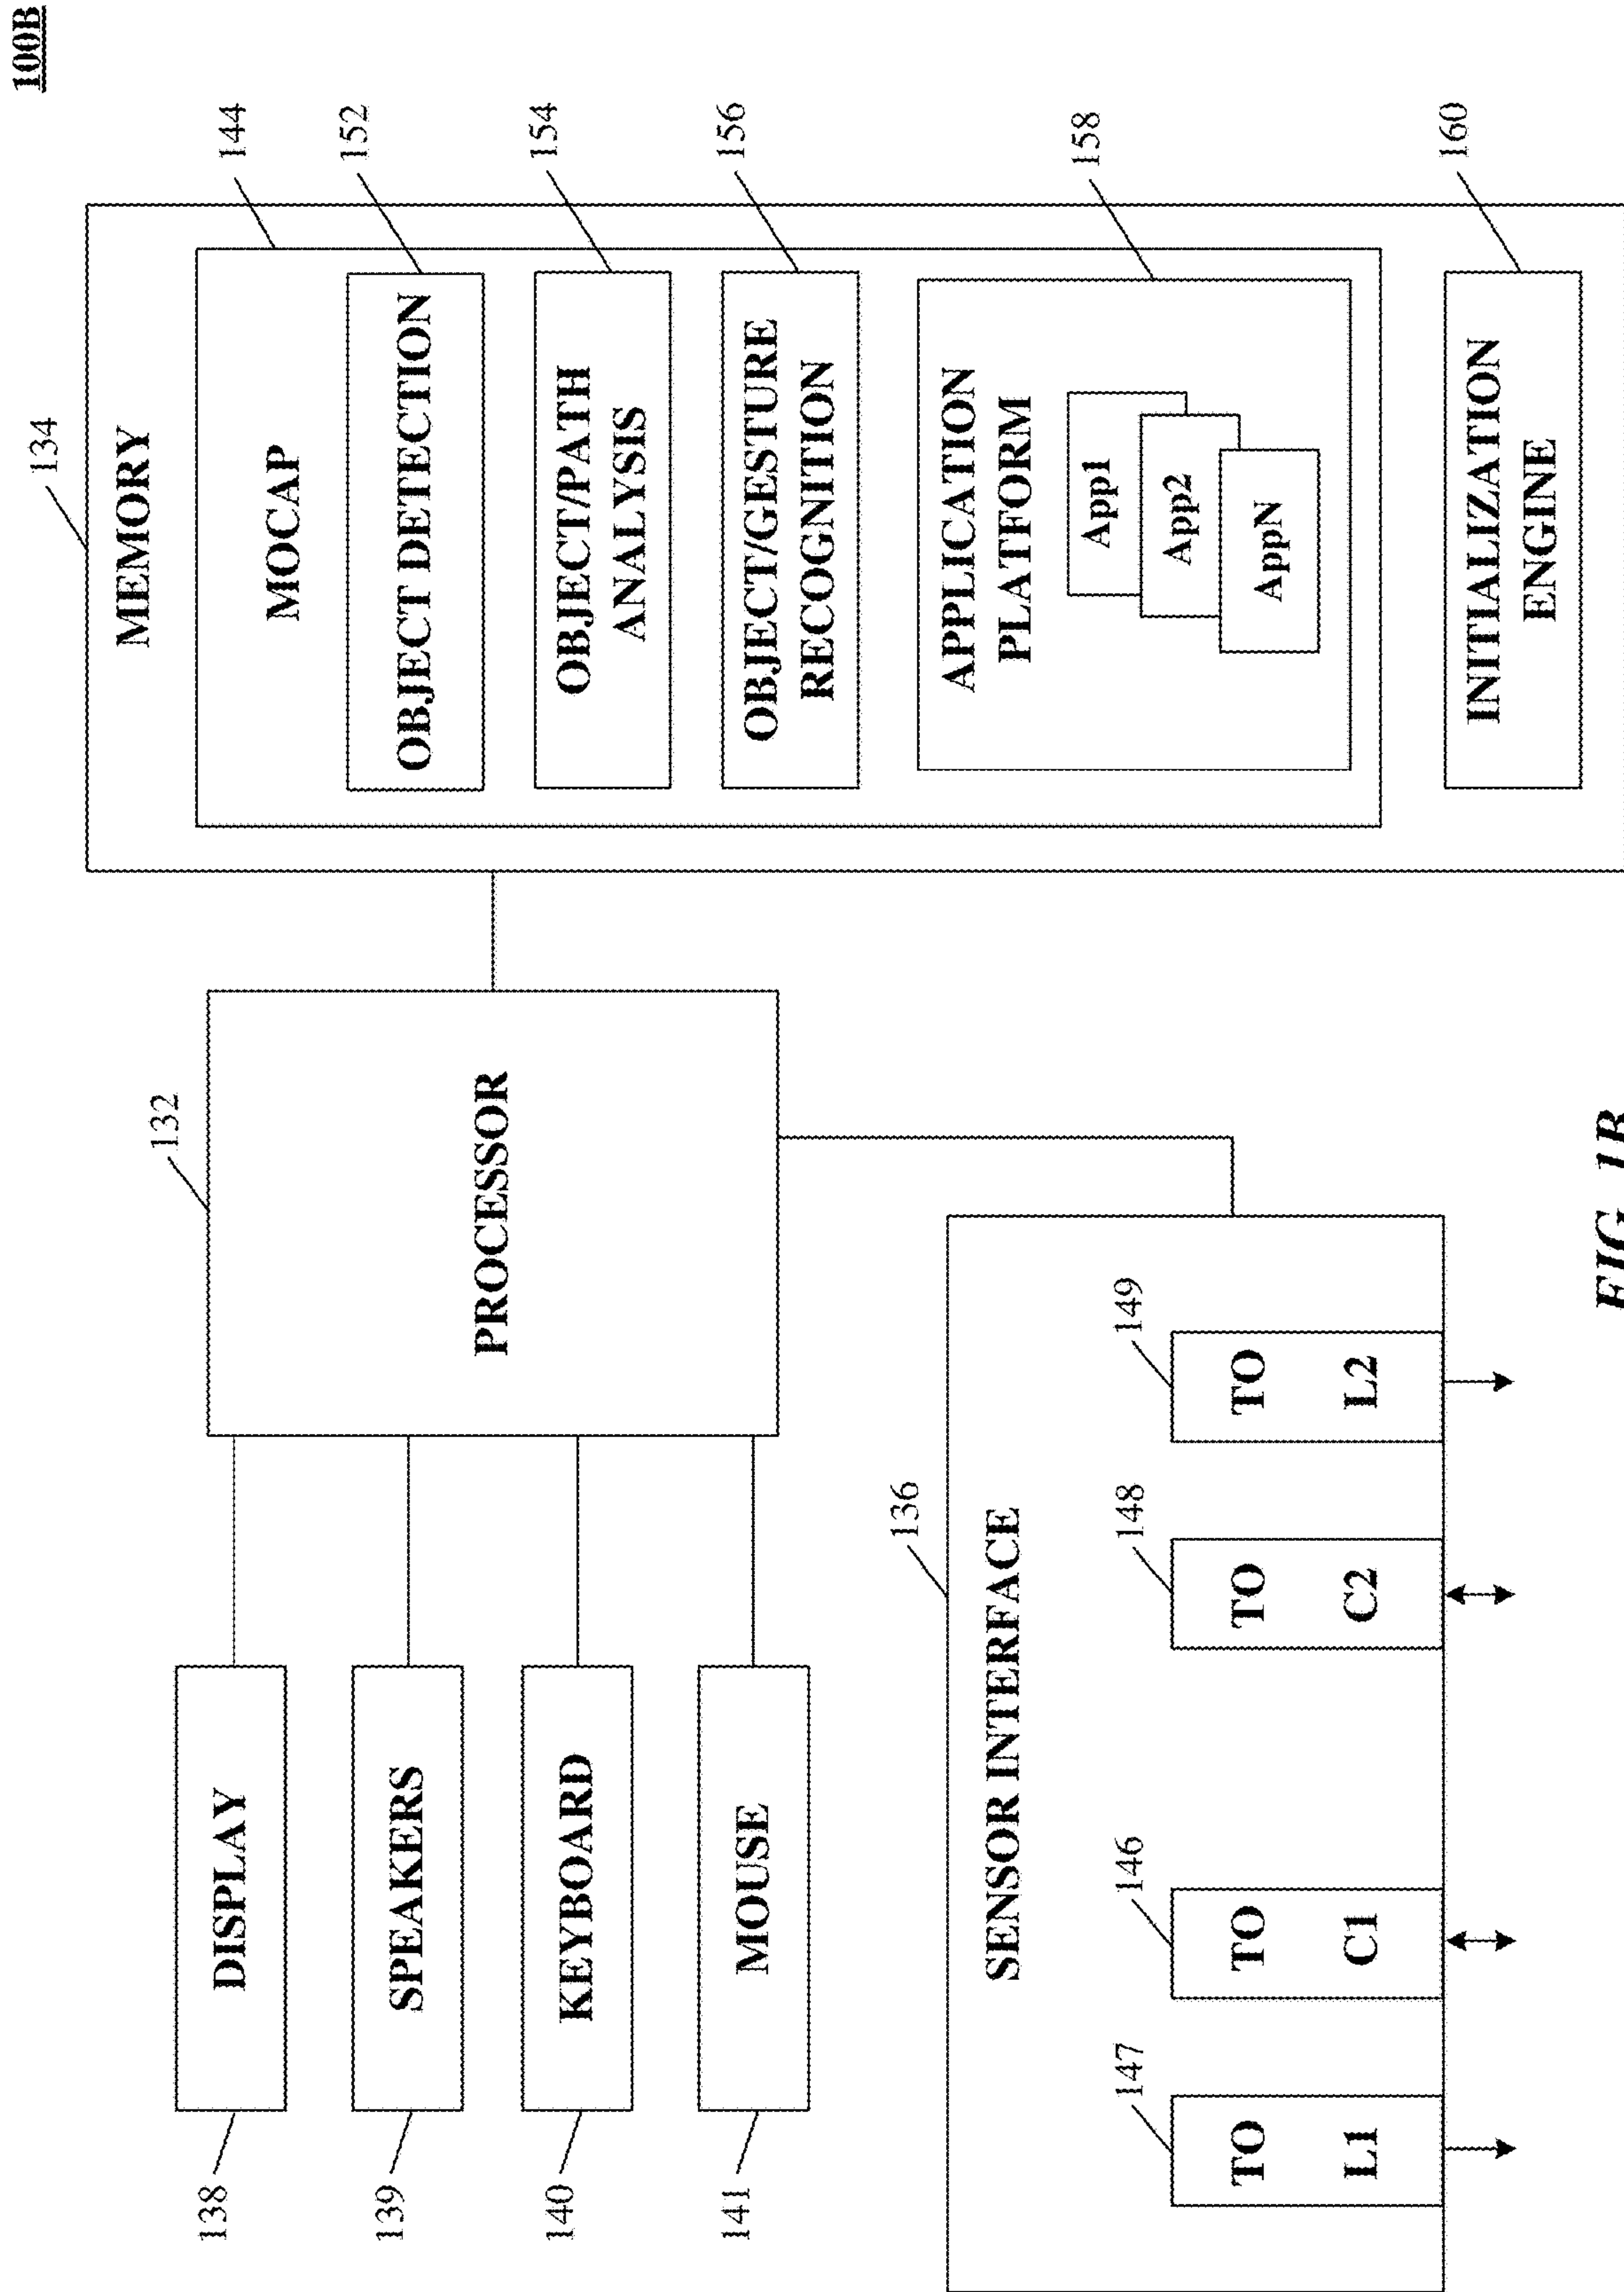 100B
138
DISPLAY
139
SPEAKERS
140
KEYBOARD
141
MOUSE
132
PROCESSOR
134
MEMORY
144
MOCAP
152
OBJECT DETECTION
154
OBJECT/PATH
ANALYSIS
156
OBJECT/GESTURE
RECOGNITION
158
APPLICATION
PLATFORM
App1
App2
AppN
160
INITIALIZATION
ENGINE
136
SENSOR INTERFACE
147
TO
L1
146
TO
C1
148
TO
C2
149
TO
L2
FIG. 1B